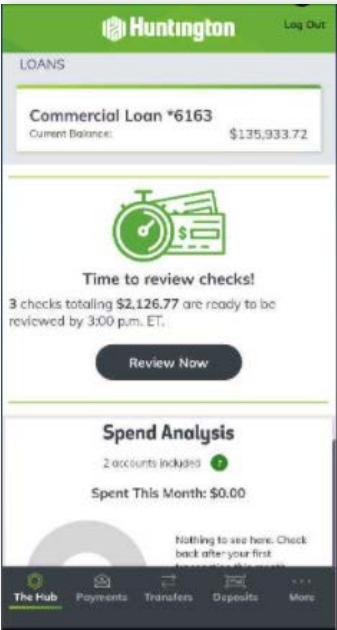 Huntington
Log Out
LOANS
Commercial Loan *6163
Current Balance:
$135,933.72
$
Time to review checks!
3 checks totaling $2,126.77 are ready to be
reviewed by 3:00 p.m. ET.
Review Now
Spend Analysis
2 accounts included
Spent This Month: $0.00
Nothing to see here. Check
back after your first
The Hub
Payments
Transfers
Deposits
More